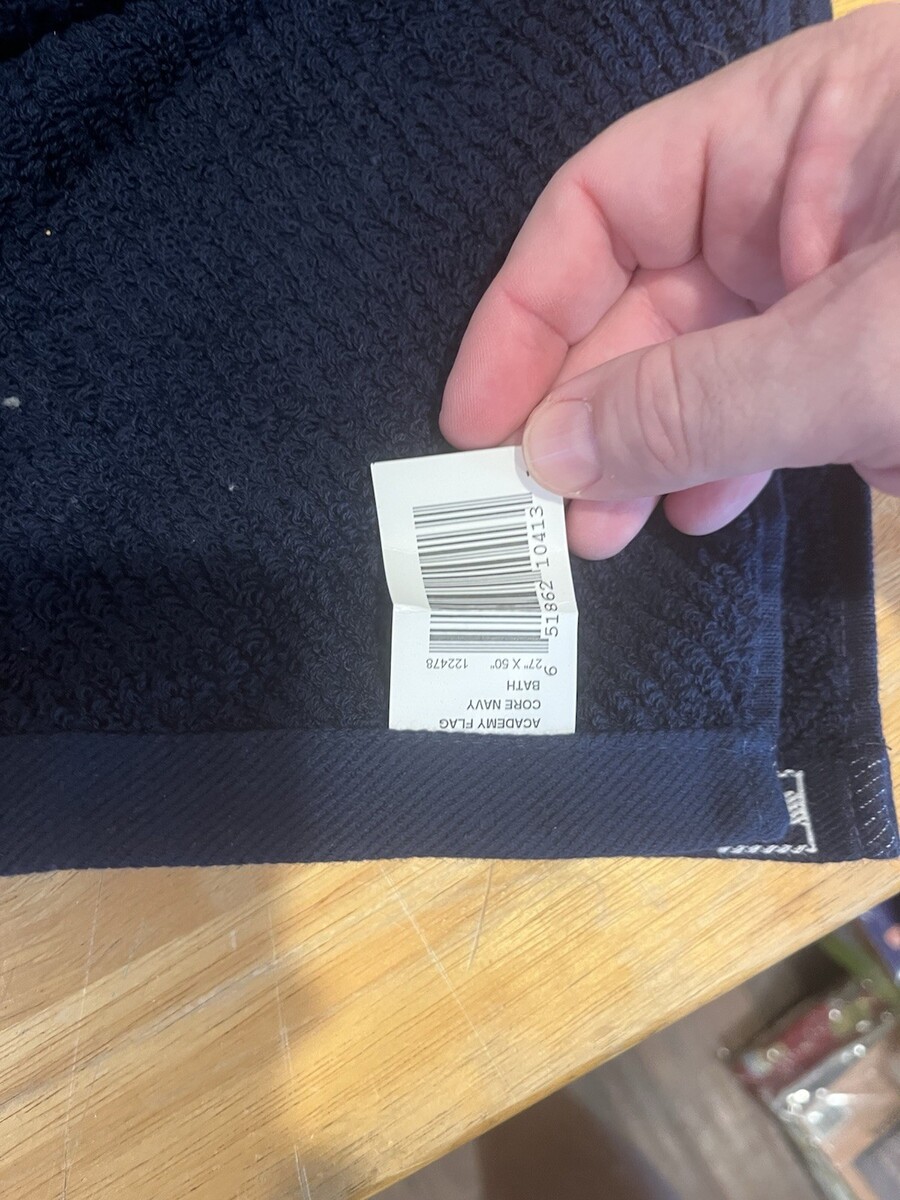 ACADEMY FLAG
CORE NAVY
BATH
27" X 50" 122478
6 51862 10413